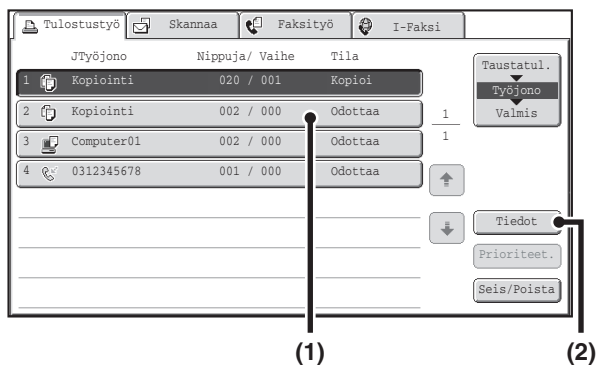 Tulostustyö Skannaa Faksityö I-Faksi
JTyöjono Nippuja/ Vaihe Tila
1 Kopiointi 020 / 001 Kopioi
2 Kopiointi 002 / 000 Odottaa
3 Computer01 002 / 000 Odottaa
4 0312345678 001 / 000 Odottaa
1
1
Taustatul.
Työjono
Valmis
Tiedot
Prioriteet.
Seis/Poista
(1) (2)